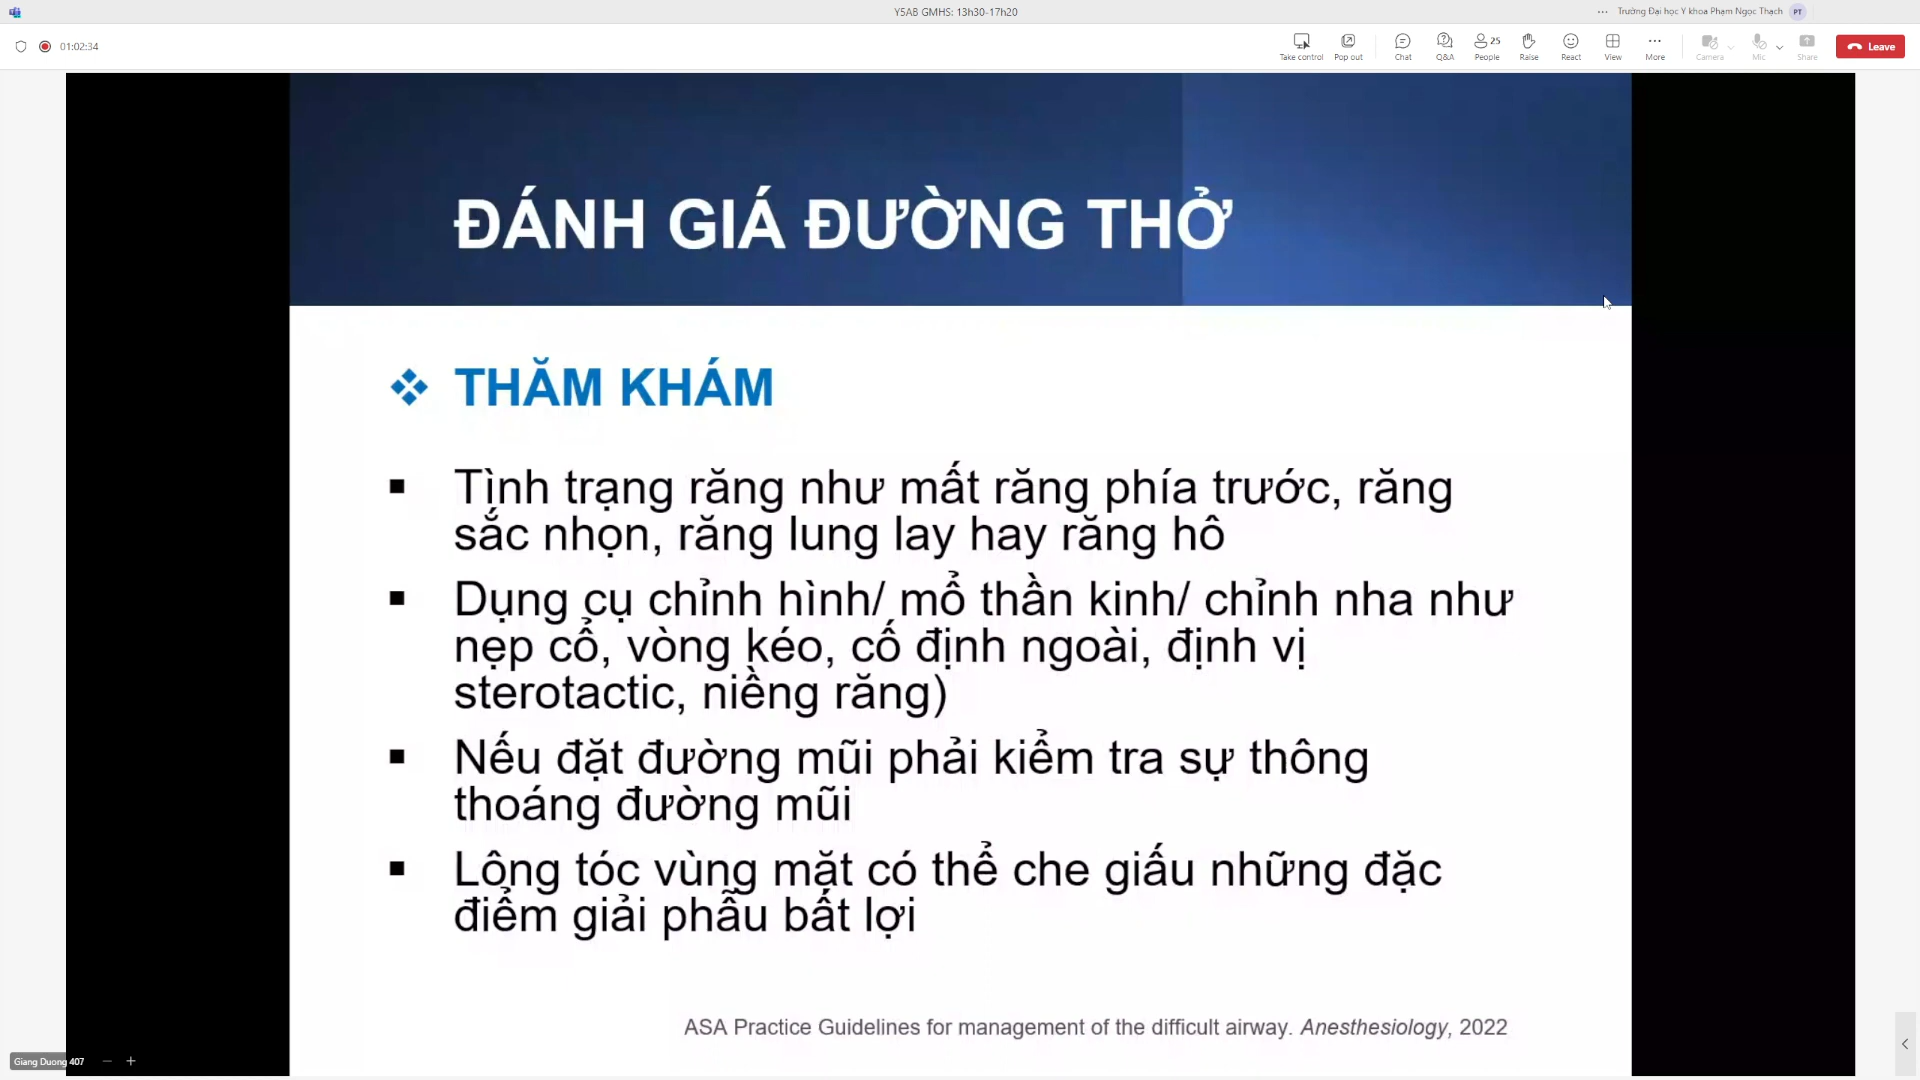 Y5AB GMHS: 13h30-17h20
Trường Đại học Y khoa Phạm Ngọc Thạch PT
01:02:34
Take control Pop out Chat Q&A 25 People Raise React View More Camera Mic Share Leave
ĐÁNH GIÁ ĐƯỜNG THỞ
THĂM KHÁM
Tình trạng răng như mất răng phía trước, răng
sắc nhọn, răng lung lay hay răng hô
Dụng cụ chỉnh hình/ mổ thần kinh/ chỉnh nha như
nẹp cổ, vòng kéo, cố định ngoài, định vị
sterotactic, niềng răng)
Nếu đặt đường mũi phải kiểm tra sự thông
thoáng đường mũi
Lông tóc vùng mặt có thể che giấu những đặc
điểm giải phẫu bất lợi
ASA Practice Guidelines for management of the difficult airway. Anesthesiology, 2022
Giang Duong 407